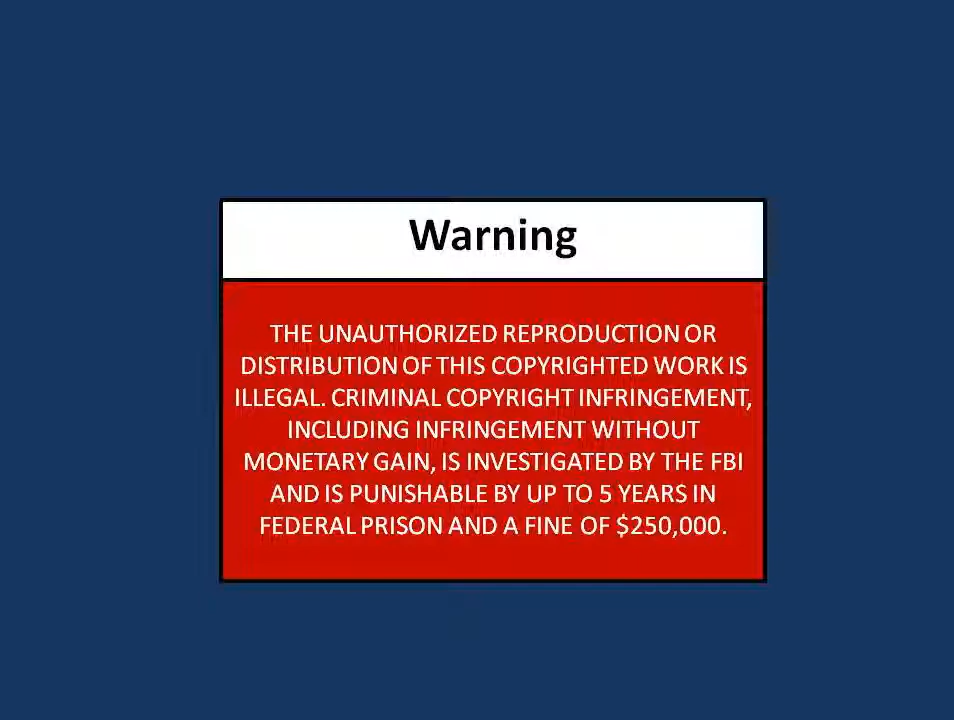 Warning
THE UNAUTHORIZED REPRODUCTION OR
DISTRIBUTION OF THIS COPYRIGHTED WORK IS
ILLEGAL. CRIMINAL COPYRIGHT INFRINGEMENT,
INCLUDING INFRINGEMENT WITHOUT
MONETARY GAIN, IS INVESTIGATED BY THE FBI
AND IS PUNISHABLE BY UP TO 5 YEARS IN
FEDERAL PRISON AND A FINE OF $250,000.